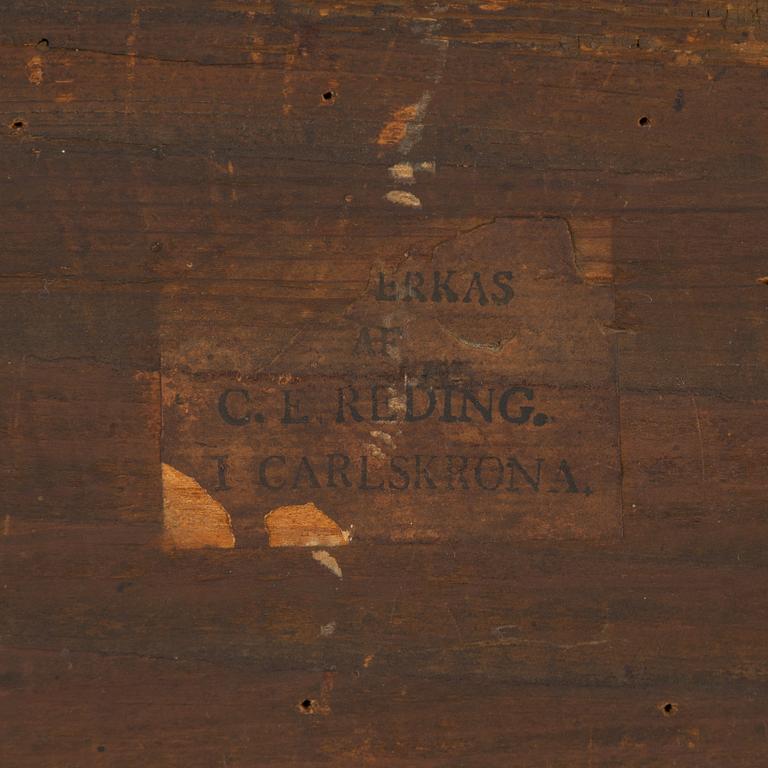 ERKAS
AF
C. E. REDING.
I CARLSKRONA.